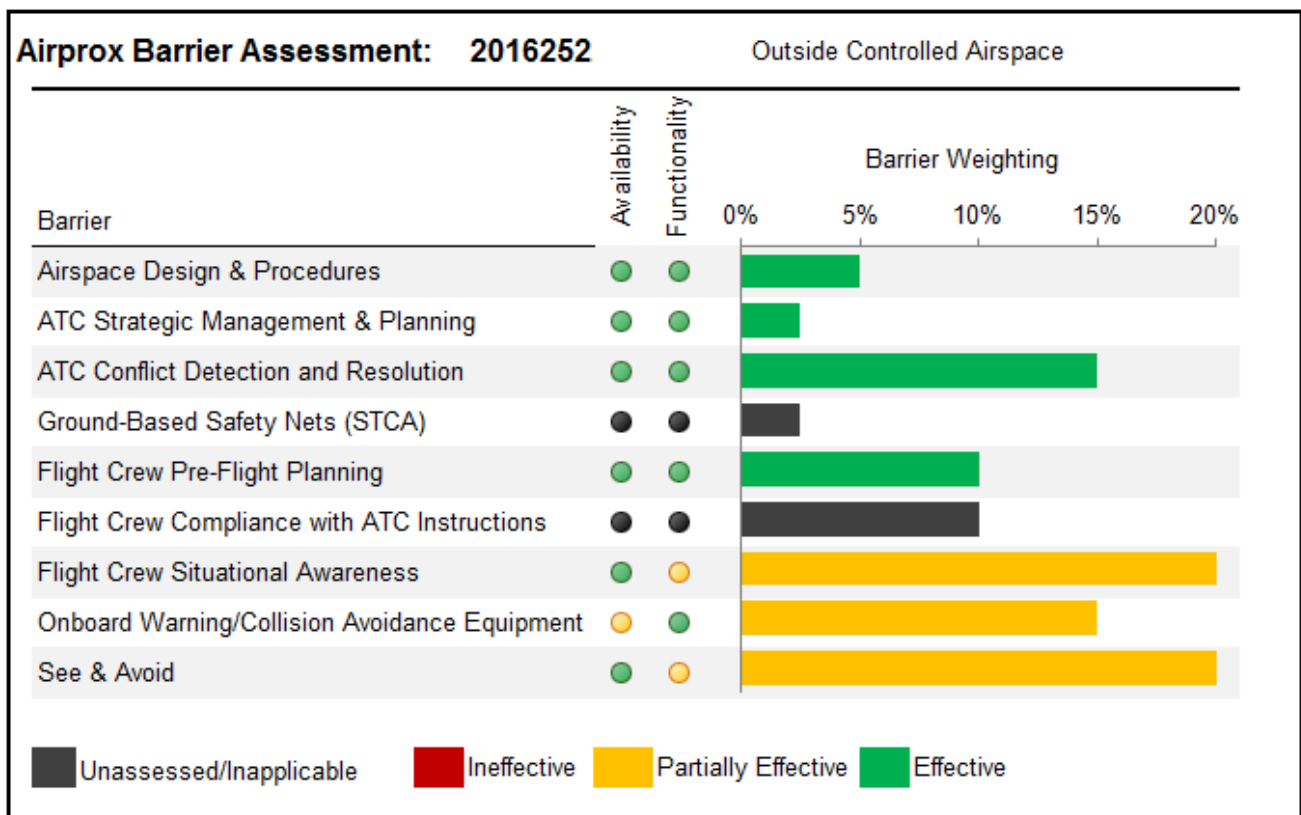 Airprox Barrier Assessment: 2016252 Outside Controlled Airspace
Availability
Functionality
Barrier Weighting
Barrier
0% 5% 10% 15% 20%
Airspace Design & Procedures
ATC Strategic Management & Planning
ATC Conflict Detection and Resolution
Ground-Based Safety Nets (STCA)
Flight Crew Pre-Flight Planning
Flight Crew Compliance with ATC Instructions
Flight Crew Situational Awareness
Onboard Warning/Collision Avoidance Equipment
See & Avoid
Unassessed/Inapplicable Ineffective Partially Effective Effective